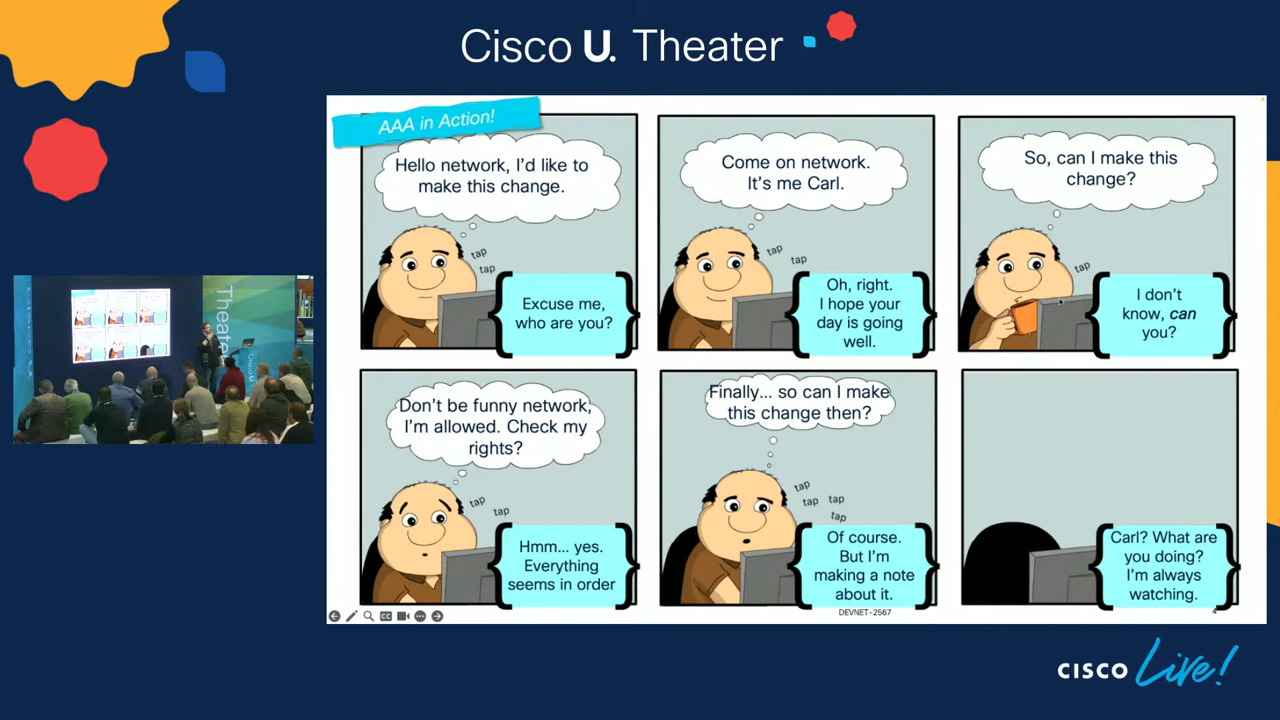 Cisco U. Theater
AAA in Action!
Hello network, I'd like to
make this change.
tap
tap
Excuse me,
who are you?
Come on network.
It's me Carl.
tap
tap
Oh, right.
I hope your
day is going
well.
So, can I make this
change?
tap
I don't
know, can
you?
Don't be funny network,
I'm allowed. Check my
rights?
tap
tap
Hmm... yes.
Everything
seems in order
Finally... so can I make
this change then?
tap
tap
tap
tap
Of course.
But I'm
making a note
about it.
Carl? What are
you doing?
I'm always
watching.
DEVNET-2567
4
CC
Theater
CISCO Live!